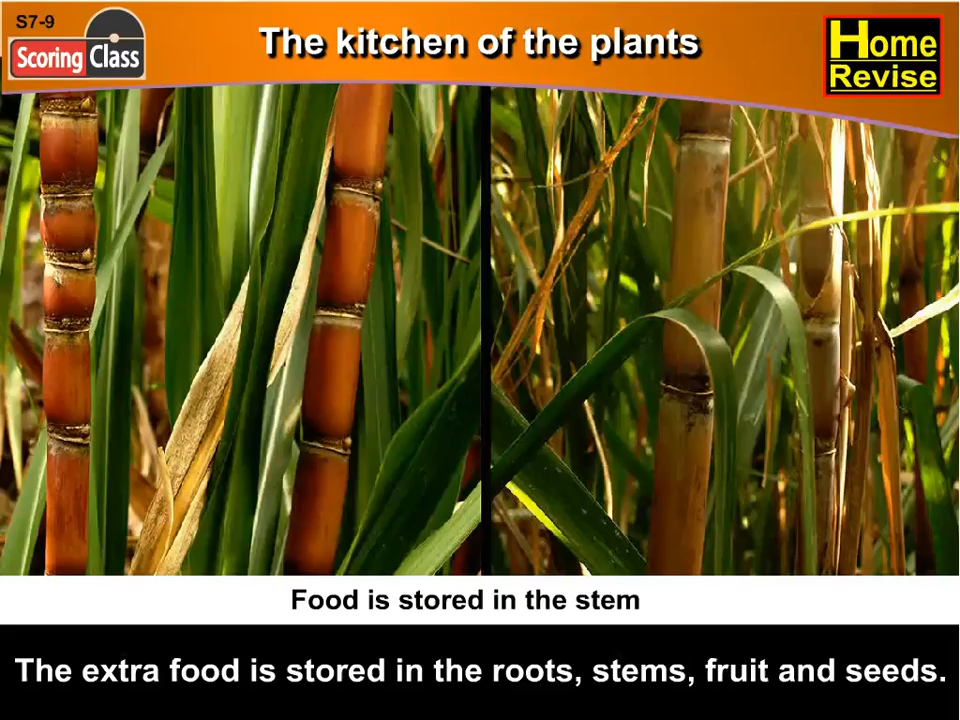 S7-9
Scoring Class
The kitchen of the plants
Home
Revise
Food is stored in the stem
The extra food is stored in the roots, stems, fruit and seeds.